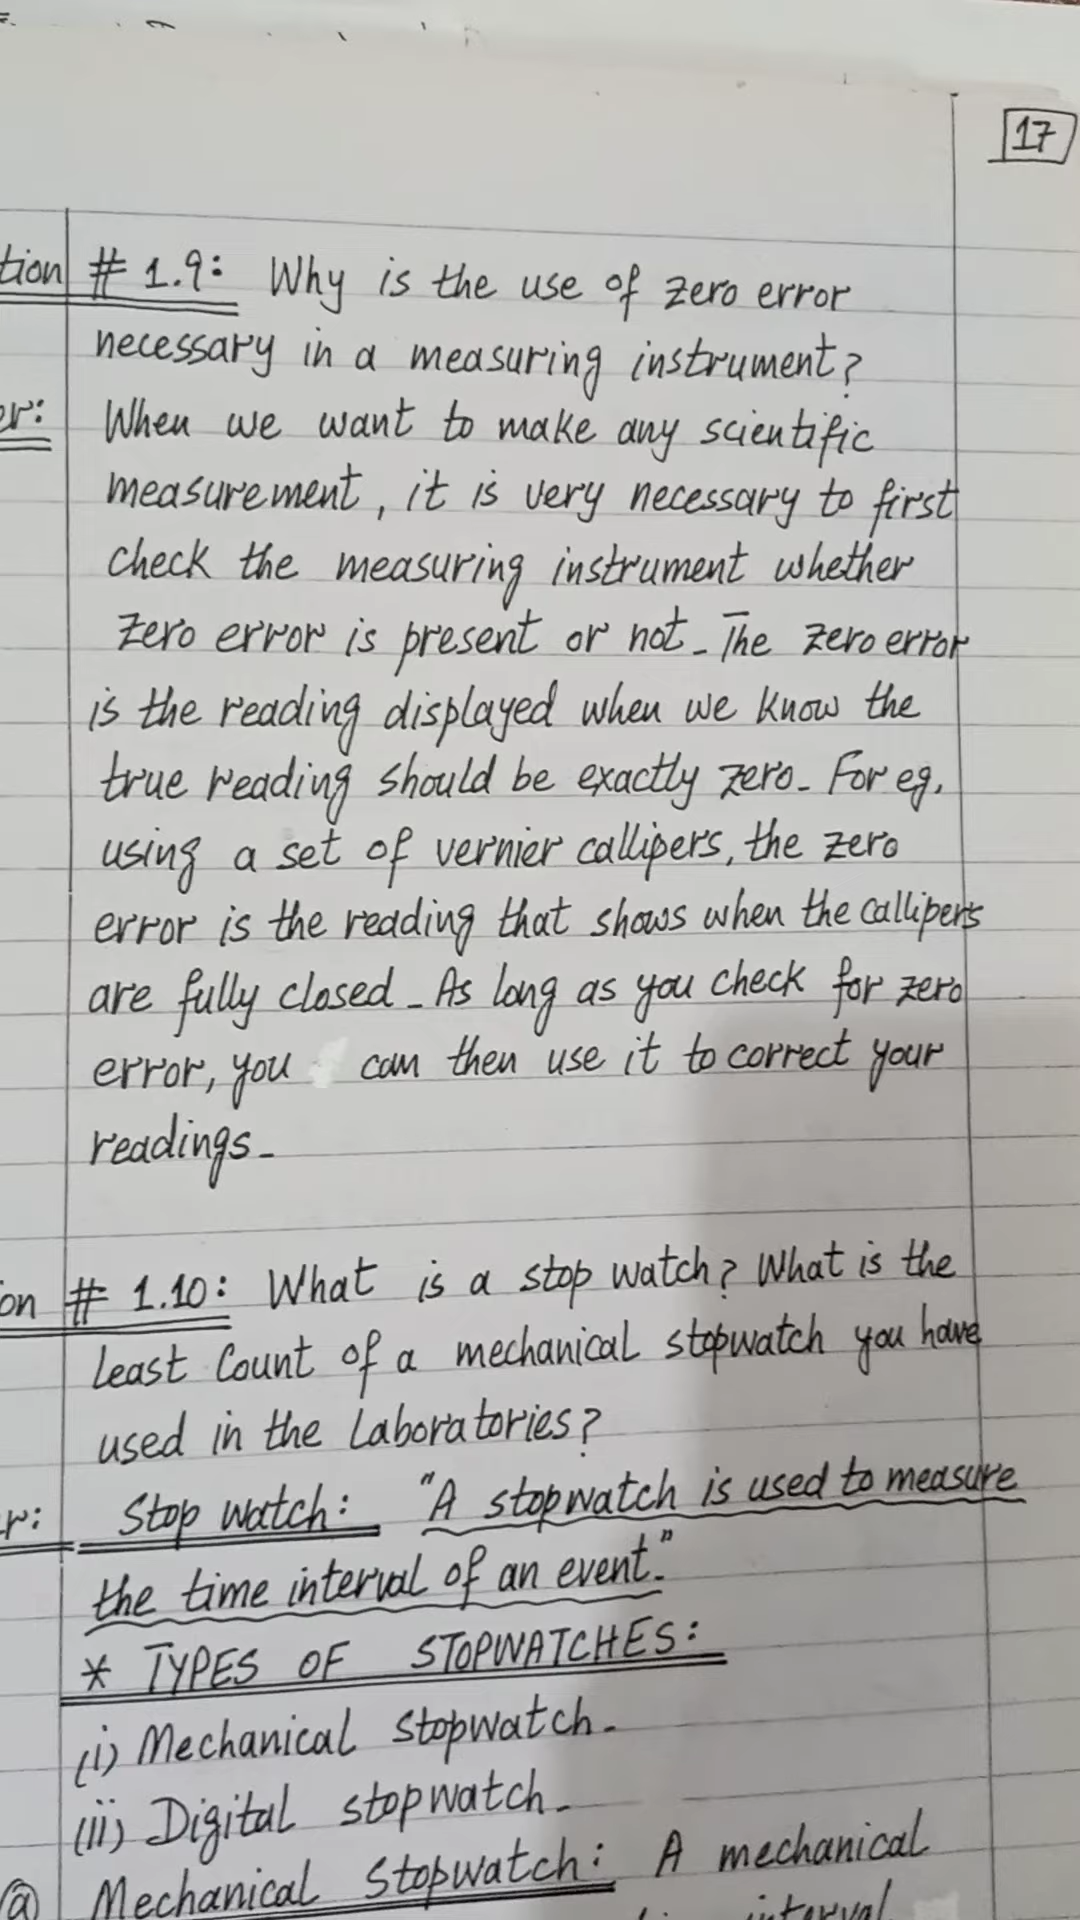 17
tion # 1.9: Why is the use of zero error
necessary in a measuring instrument?
er: When we want to make any scientific
measurement, it is very necessary to first
check the measuring instrument whether
zero error is present or not. The zero error
is the reading displayed when we know the
true reading should be exactly zero. For eg,
using a set of vernier callipers, the zero
error is the reading that shows when the callipers
are fully closed. As long as you check for zero
error, you can then use it to correct your
readings.
on # 1.10: What is a stop watch? What is the
Least Count of a mechanical stopwatch you have
used in the Laboratories?
r: Stop watch: "A stopwatch is used to measure
the time interval of an event."
* TYPES OF STOPWATCHES:
(i) Mechanical stopwatch.
(ii) Digital stopwatch.
@ Mechanical stopwatch: A mechanical
interval